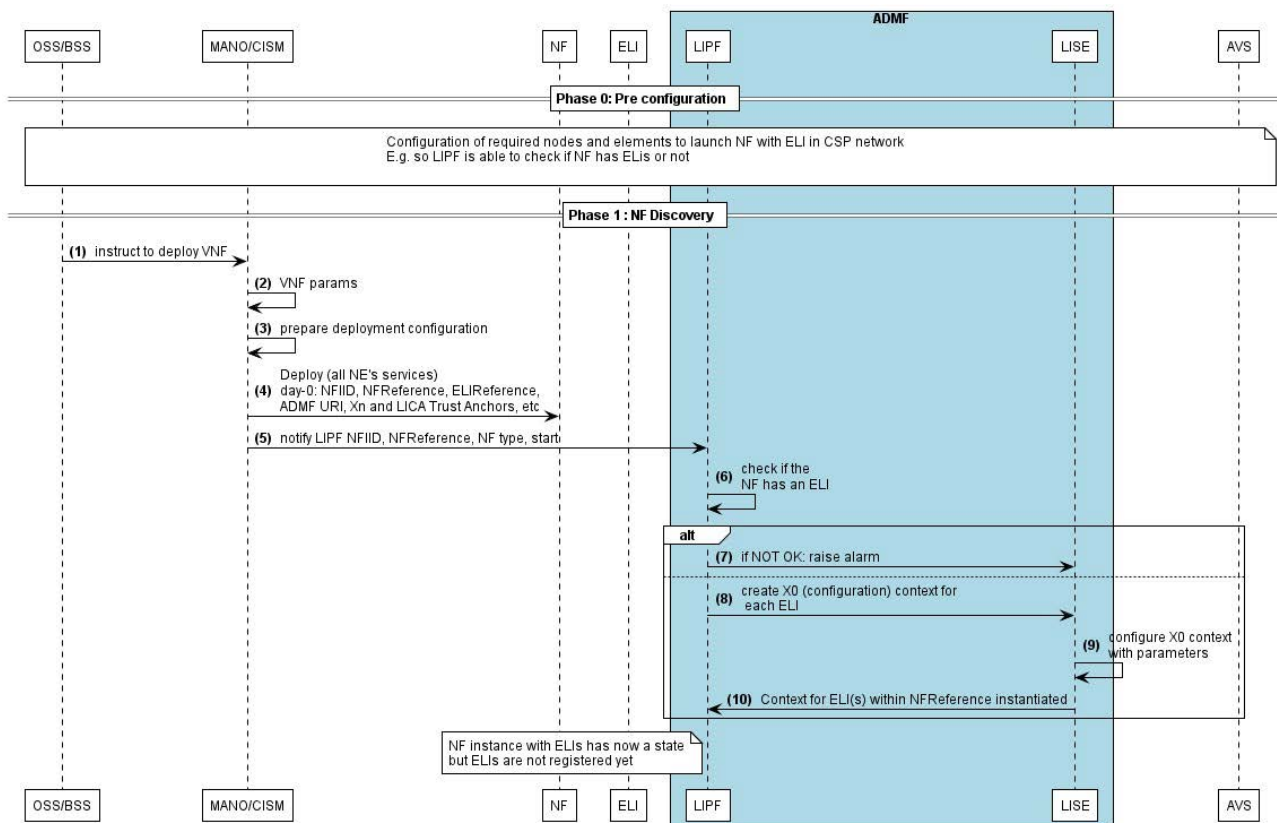 ADMF
OSS/BSS
MANO/CISM
NF
ELI
LIPF
LISE
AVS
Phase 0: Pre configuration
Configuration of required nodes and elements to launch NF with ELI in CSP network
E.g. so LIPF is able to check if NF has ELIs or not
Phase 1 : NF Discovery
(1) instruct to deploy VNF
(2) VNF params
(3) prepare deployment configuration
Deploy (all NE's services)
(4) day-0: NFIID, NFReference, ELIReference,
ADMF URI, Xn and LICA Trust Anchors, etc
(5) notify LIPF NFIID, NFReference, NF type, start
(6) check if the
NF has an ELI
alt
(7) if NOT OK: raise alarm
(8) create X0 (configuration) context for
each ELI
(9) configure X0 context
with parameters
(10) Context for ELI(s) within NFReference instantiated
NF instance with ELIs has now a state
but ELIs are not registered yet
OSS/BSS
MANO/CISM
NF
ELI
LIPF
LISE
AVS